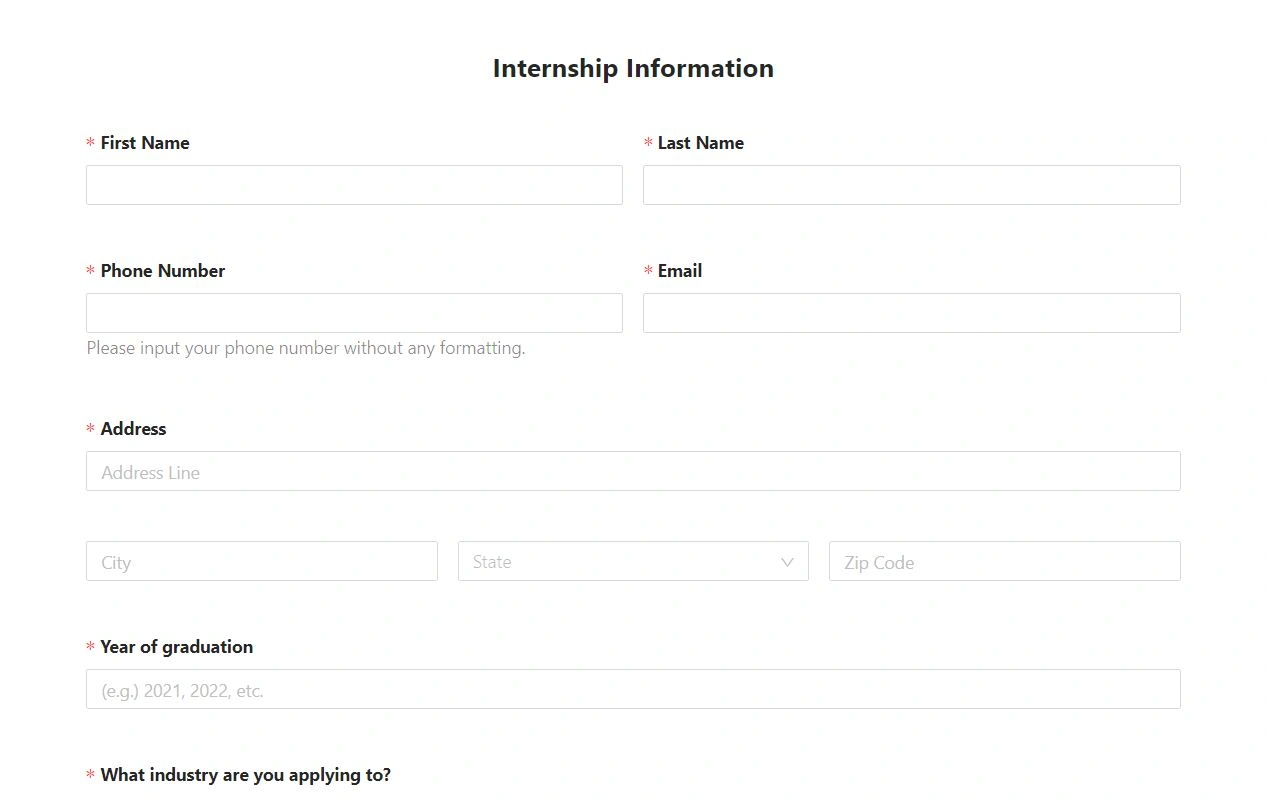 Internship Information
* First Name
* Last Name
* Phone Number
* Email
Please input your phone number without any formatting.
* Address
Address Line
City
State
Zip Code
* Year of graduation
(e.g.) 2021, 2022, etc.
* What industry are you applying to?